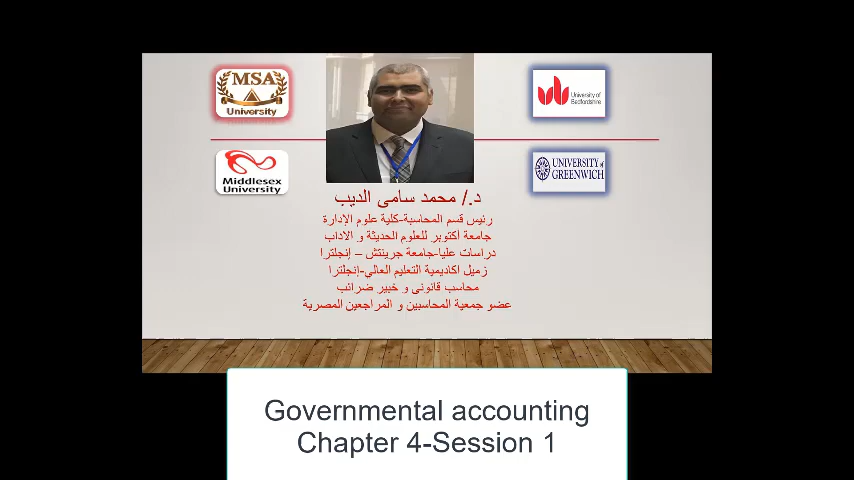 MSA
University
University of
Bedfordshire
Middlesex
University
UNIVERSITY of
GREENWICH
د./ محمد سامى الديب
رئيس قسم المحاسبة-كلية علوم الإدارة
جامعة أكتوبر للعلوم الحديثة و الاداب
دراسات عليا-جامعة جرينتش – إنجلترا
زميل اكاديمية التعليم العالي-إنجلترا
محاسب قانونى و خبير ضرائب
عضو جمعية المحاسبين و المراجعين المصرية
Governmental accounting
Chapter 4-Session 1